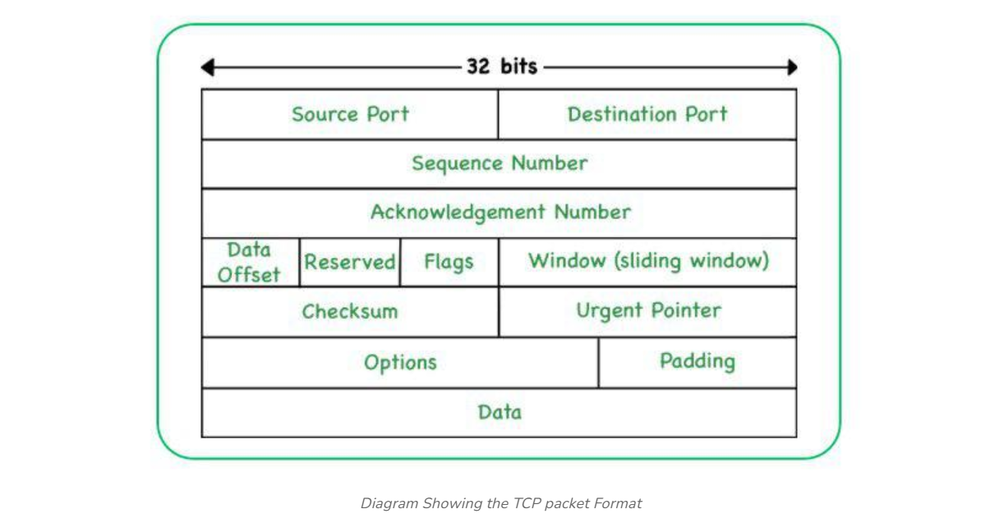 32 bits
Source Port Destination Port
Sequence Number
Acknowledgement Number
Data Offset Reserved Flags Window (sliding window)
Checksum Urgent Pointer
Options Padding
Data
Diagram Showing the TCP packet Format